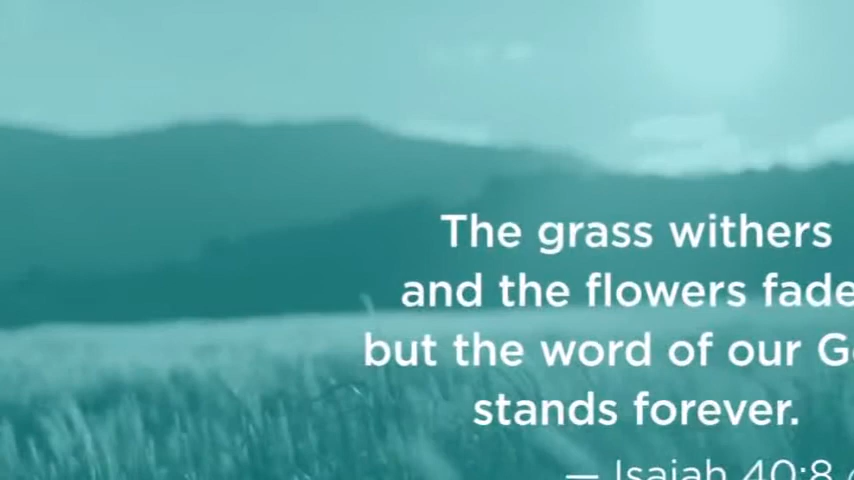 The grass withers
and the flowers fade
but the word of our
stands forever.
— Isaiah 40:8